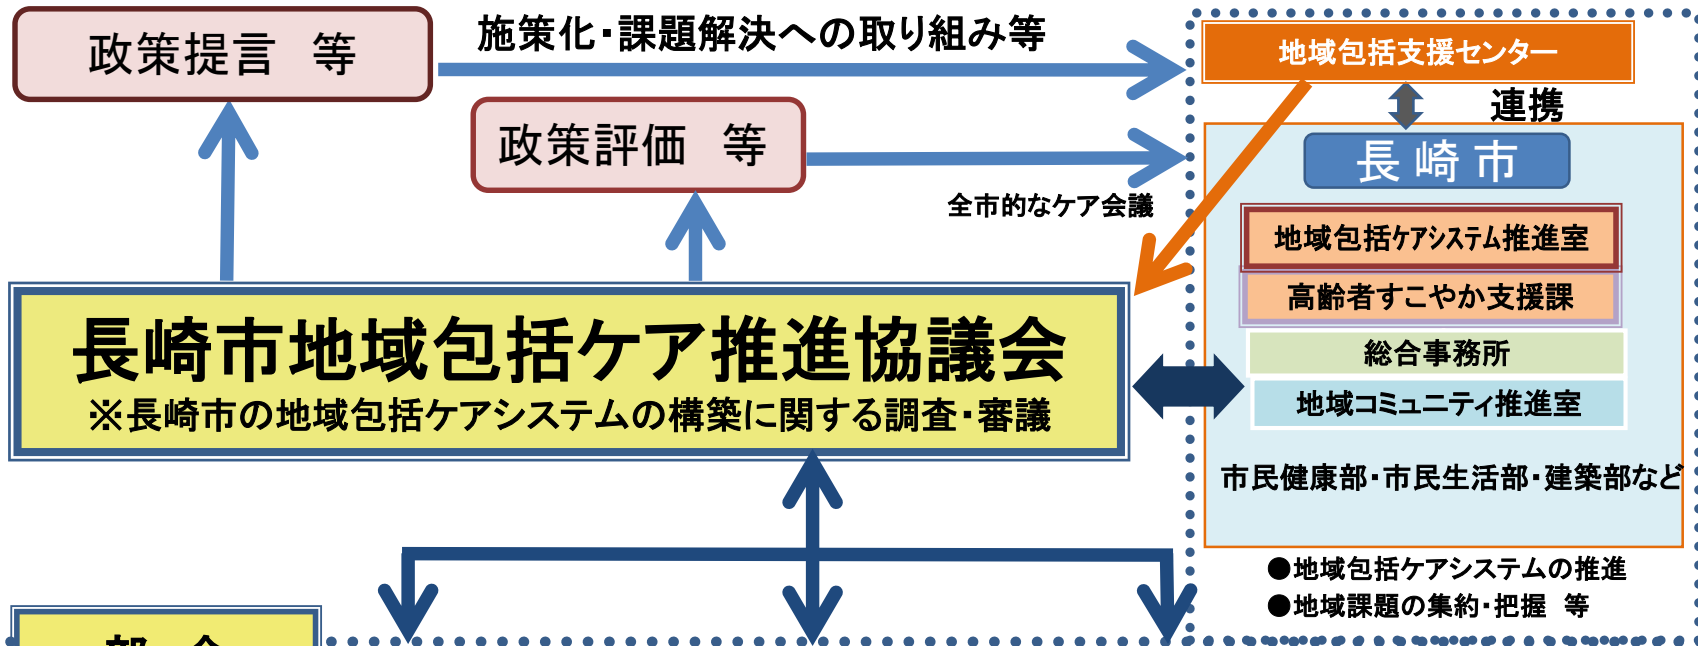 政策提言　等
施策化・課題解決への取り組み等
地域包括支援センター
連携
政策評価　等
長崎市
全市的なケア会議
地域包括ケアシステム推進室
高齢者すこやか支援課
総合事務所
地域コミュニティ推進室
長崎市地域包括ケア推進協議会
※長崎市の地域包括ケアシステムの構築に関する調査・審議
市民健康部・市民生活部・建築部など
●地域包括ケアシステムの推進
●地域課題の集約・把握　等